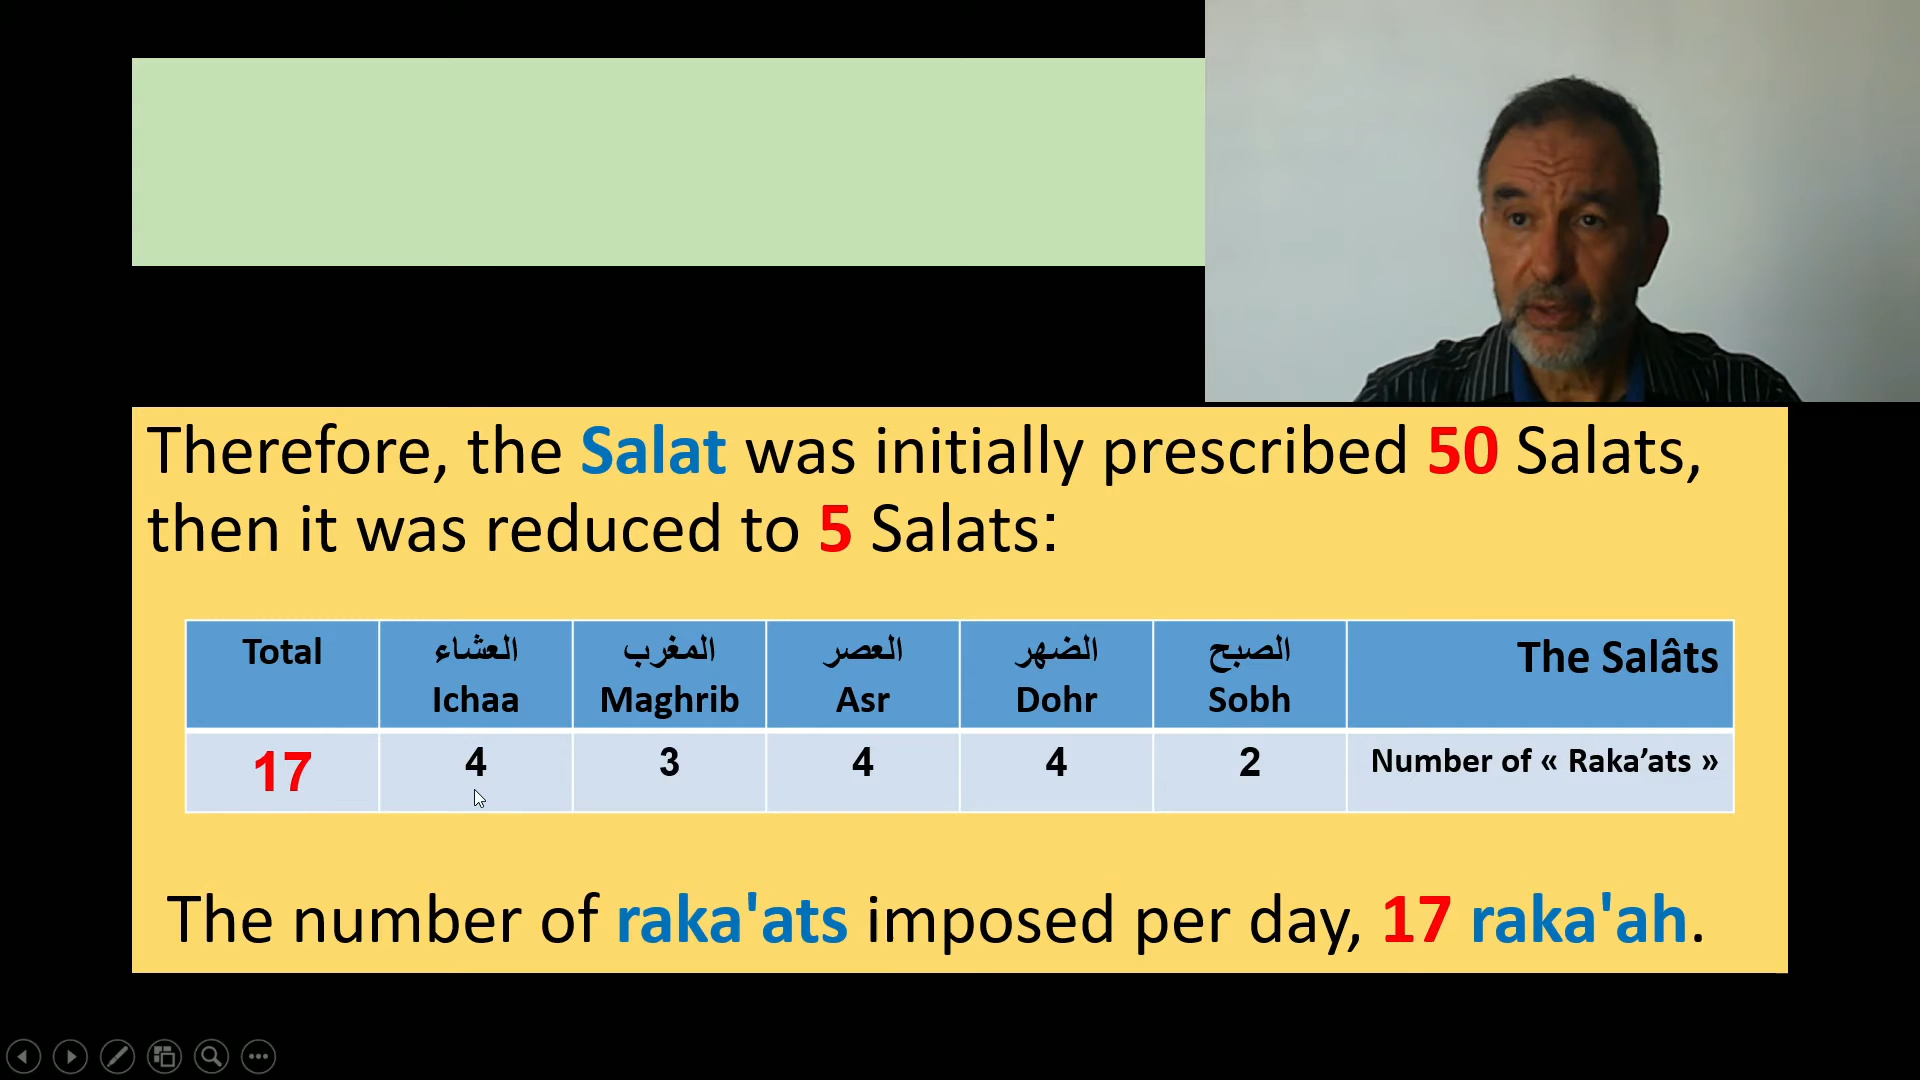 Therefore, the Salat was initially prescribed 50 Salats,
then it was reduced to 5 Salats:
Total العشاء المغرب العصر الضهر الصبح The Salâts
Ichaa Maghrib Asr Dohr Sobh
17 4 3 4 4 2 Number of « Raka’ats »
The number of raka'ats imposed per day, 17 raka'ah.